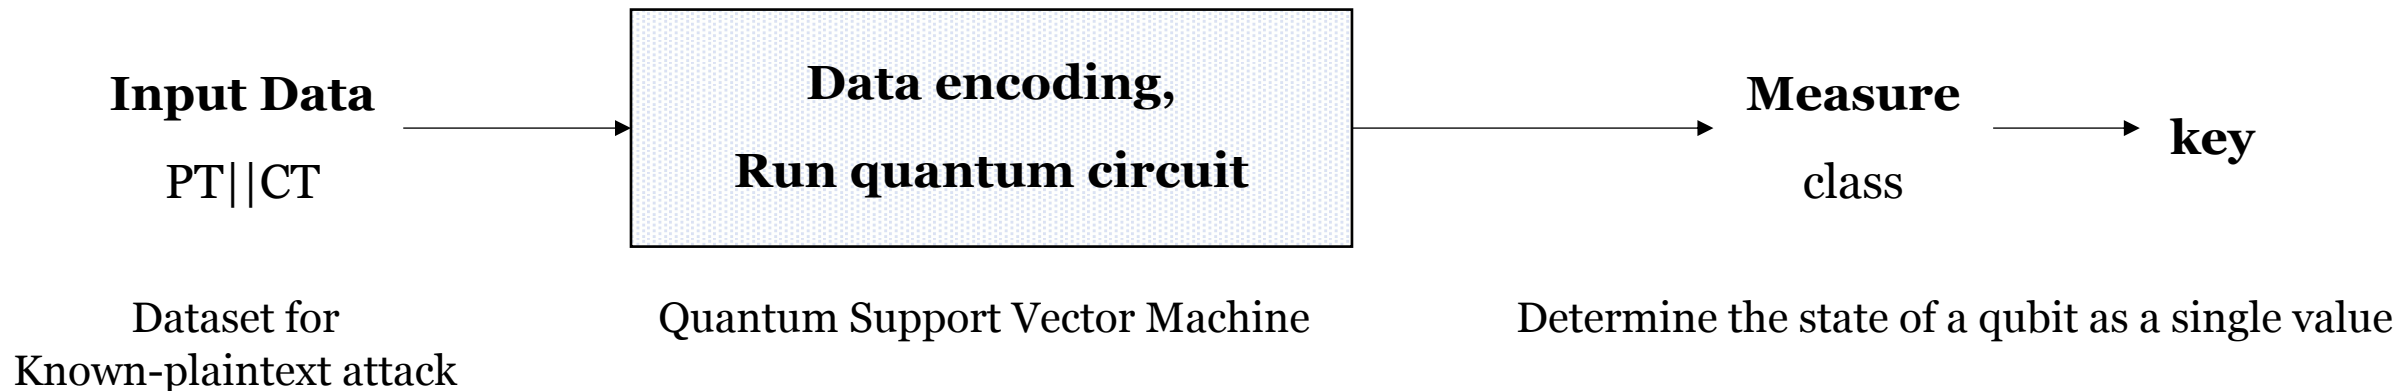 Input Data
PT||CT
Data encoding,
Run quantum circuit
Measure
class
key
Dataset for
Known-plaintext attack
Quantum Support Vector Machine
Determine the state of a qubit as a single value